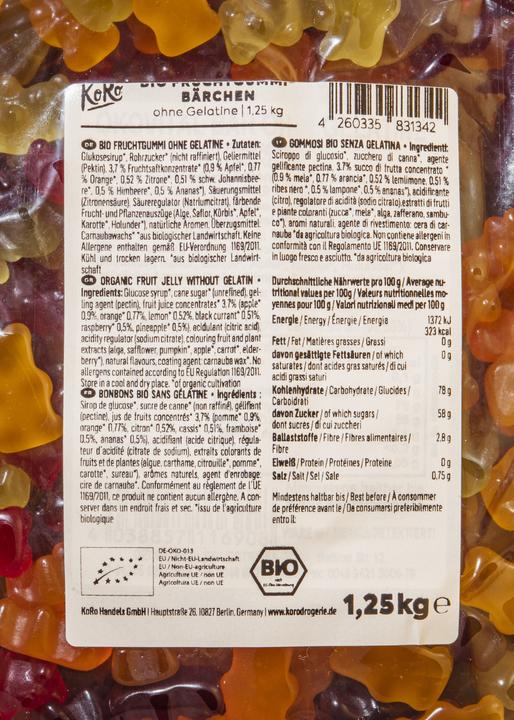 KoRo
BIO FRUCHTGUMMI
BÄRCHEN
ohne Gelatine | 1,25 kg
4 260335 831342
DE BIO FRUCHTGUMMI OHNE GELATINE • Zutaten:
Glukosesirup*, Rohrzucker* (nicht raffiniert), Geliermittel
(Pektin), 3,7 % Fruchtsaftkonzentrate* (0,9 % Apfel*, 0,77
% Orange*, 0,52 % Zitrone*, 0,51 % schw. Johannisbee-
re*, 0,5 % Himbeere*, 0,5 % Ananas*), Säuerungsmittel
(Zitronensäure), Säureregulator (Natriumcitrat), färbende
Frucht- und Pflanzenauszüge (Alge, Saflor, Kürbis*, Apfel*,
Karotte*, Holunder*), natürliche Aromen, Überzugsmittel:
Carnaubawachs* *aus biologischer Landwirtschaft. Keine
Allergene enthalten gemäß EU-Verordnung 1169/2011.
Kühl und trocken lagern. *aus biologischer Landwirt-
schaft
ORGANIC FRUIT JELLY WITHOUT GELATIN •
Ingredients: Glucose syrup*, cane sugar* (unrefined), gel-
ling agent (pectin), fruit juice concentrates* 3.7% (apple*
0,9%, orange* 0,77%, lemon* 0.52%, black currant* 0.51%,
raspberry* 0.5%, pineapple* 0.5%), acidulant (citric acid),
acidity regulator (sodium citrate), colouring fruit and plant
extracts (alga, safflower, pumpkin*, apple*, carrot*, elder-
berry*), natural flavours, coating agent: carnauba wax*. No
allergens contained according to EU Regulation 1169/2011.
Store in a cool and dry place. *of organic cultivation
FR BONBONS BIO SANS GÉLATINE • Ingrédients :
Sirop de glucose*, sucre de canne* (non raffiné), gélifiant
(pectine), jus de fruits concentrés* 3,7% (pomme* 0,9%,
orange* 0,77%, citron* 0,52%, cassis* 0,51%, framboise*
0,5%, ananas* 0,5%), acidifiant (acide citrique), régula-
teur d'acidité (citrate de sodium), extraits colorants de
fruits et de plantes (algue, carthame, citrouille*, pomme*,
carotte*, sureau*), arômes naturels, agent d'enrobage:
cire de carnauba*. Conformément au règlement de l'UE
1169/2011, ce produit ne contient aucun allergène. A con-
server dans un endroit frais et sec. *issu de l'agriculture
biologique
IT GOMMOSI BIO SENZA GELATINA • Ingredienti:
Sciroppo di glucosio*, zucchero di canna*, agente
gelificante pectina, 3.7% succo di frutta concentrato *
(0.9 % mela*, 0.77 % arancia*, 0.52 % lemimone, 0.51 %
ribes nero *, 0.5 % lampone*, 0.5 % ananas*), acidificante
(citro), regolatore di acidità (sodio citralo), estratti di frutti
e piante coloranti (zucca*, mela*, alga, zafferano, sambu-
co*), aromi naturali, agente di rivestimento: cera di car-
nauba *da agricoltura biologica. Non contiene allergeni in
conformità con il Regolamento UE 1169/2011. Conservare
in luogo fresco e asciutto. *da agricoltura biologica
Durchschnittliche Nährwerte pro 100 g / Average nu-
tritional values per 100g / Valeurs nutritionnelles mo-
yennes pour 100 g / Valori nutrizionali medi per 100 g
Energie / Energy / Énergie / Energia 1372 kJ
323 kcal
Fett / Fat / Matières grasses / Grassi 0 g
davon gesättigte Fettsäuren / of which 0 g
saturates / dont acides gras saturés / di cui
acidi grassi saturi
Kohlenhydrate / Carbohydrate / Glucides / 78 g
Carboidrati
davon Zucker / of which sugars / 58 g
dont sucres / di cui zuccheri
Ballaststoffe / Fibre / Fibres alimentaires / 2.8 g
Fibre
Eiweiß / Proteins / Protéines / Proteine 0 g
Salz / Salt / Sel / Sale 0,75 g
Mindestens haltbar bis / Best before / À consommer
de préférence avant le / Da consumarsi preferibilmente
entro il:
DE-ÖKO-013
EU / Nicht-EU-Landwirtschaft
EU / Non-EU-agriculture
Agriculture UE / non UE
Agricoltura UE / non UE
BIO
nach
EG-Öko-Verordnung
KoRo Handels GmbH | Hauptstraße 26, 10827 Berlin, Germany | www.korodrogerie.de
1,25 kg e